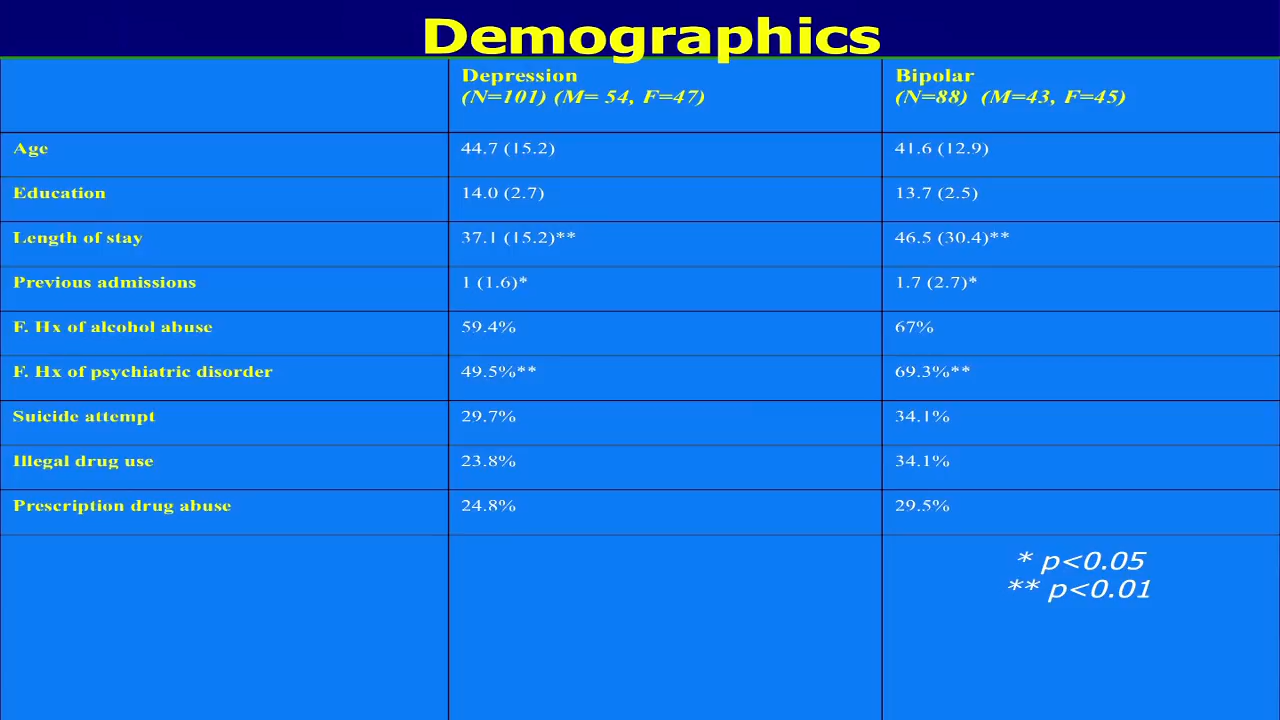 Demographics
Depression Bipolar
(N=101) (M= 54, F=47) (N=88) (M=43, F=45)
Age 44.7 (15.2) 41.6 (12.9)
Education 14.0 (2.7) 13.7 (2.5)
Length of stay 37.1 (15.2)** 46.5 (30.4)**
Previous admissions 1 (1.6)* 1.7 (2.7)*
F. Hx of alcohol abuse 59.4% 67%
F. Hx of psychiatric disorder 49.5%** 69.3%**
Suicide attempt 29.7% 34.1%
Illegal drug use 23.8% 34.1%
Prescription drug abuse 24.8% 29.5%
* p<0.05
** p<0.01